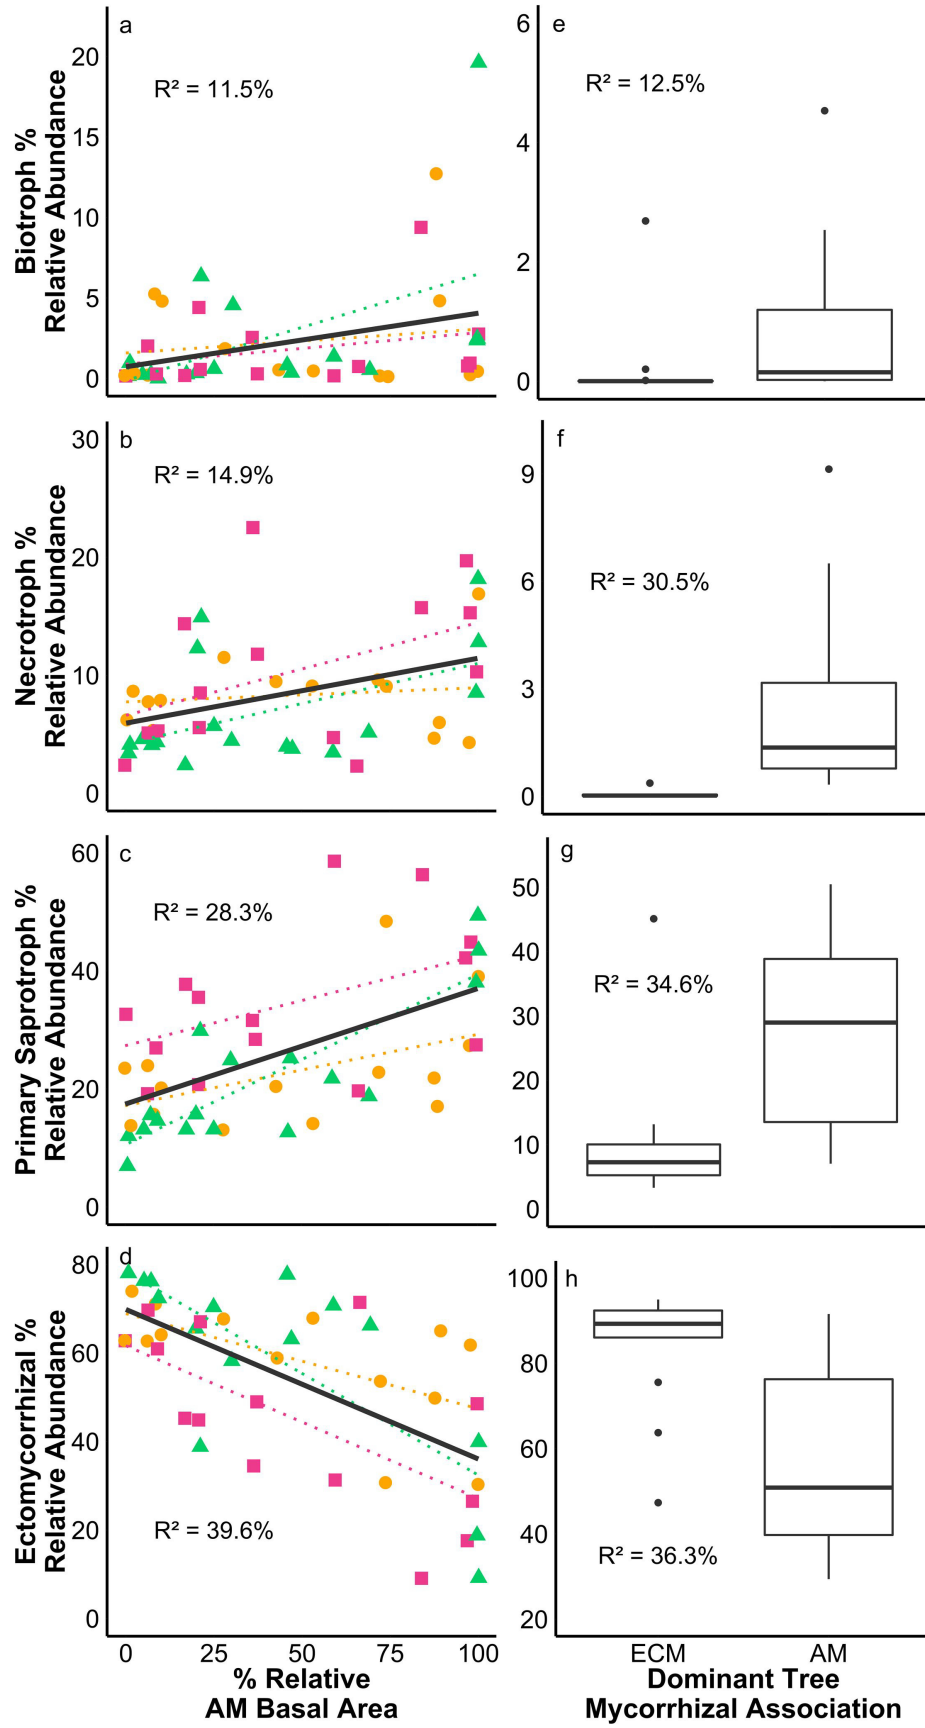 a
Biotroph %
Relative Abundance
20
15
10
5
0
R² = 11.5%
e
6
4
2
0
R² = 12.5%
b
Necrotroph %
Relative Abundance
30
20
10
0
R² = 14.9%
f
9
6
3
0
R² = 30.5%
c
Primary Saprotroph %
Relative Abundance
60
40
20
0
R² = 28.3%
g
50
40
30
20
10
0
R² = 34.6%
d
Ectomycorrhizal %
Relative Abundance
80
60
40
20
0
R² = 39.6%
0 25 50 75 100
% Relative
AM Basal Area
h
100
80
60
40
20
R² = 36.3%
ECM AM
Dominant Tree
Mycorrhizal Association